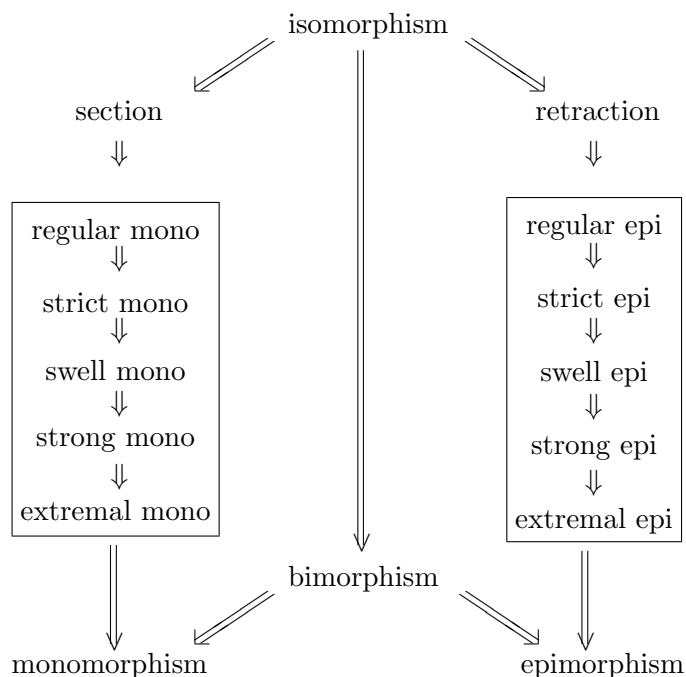 isomorphism
section
retraction
regular mono
strict mono
swell mono
strong mono
extremal mono
regular epi
strict epi
swell epi
strong epi
extremal epi
bimorphism
monomorphism
epimorphism